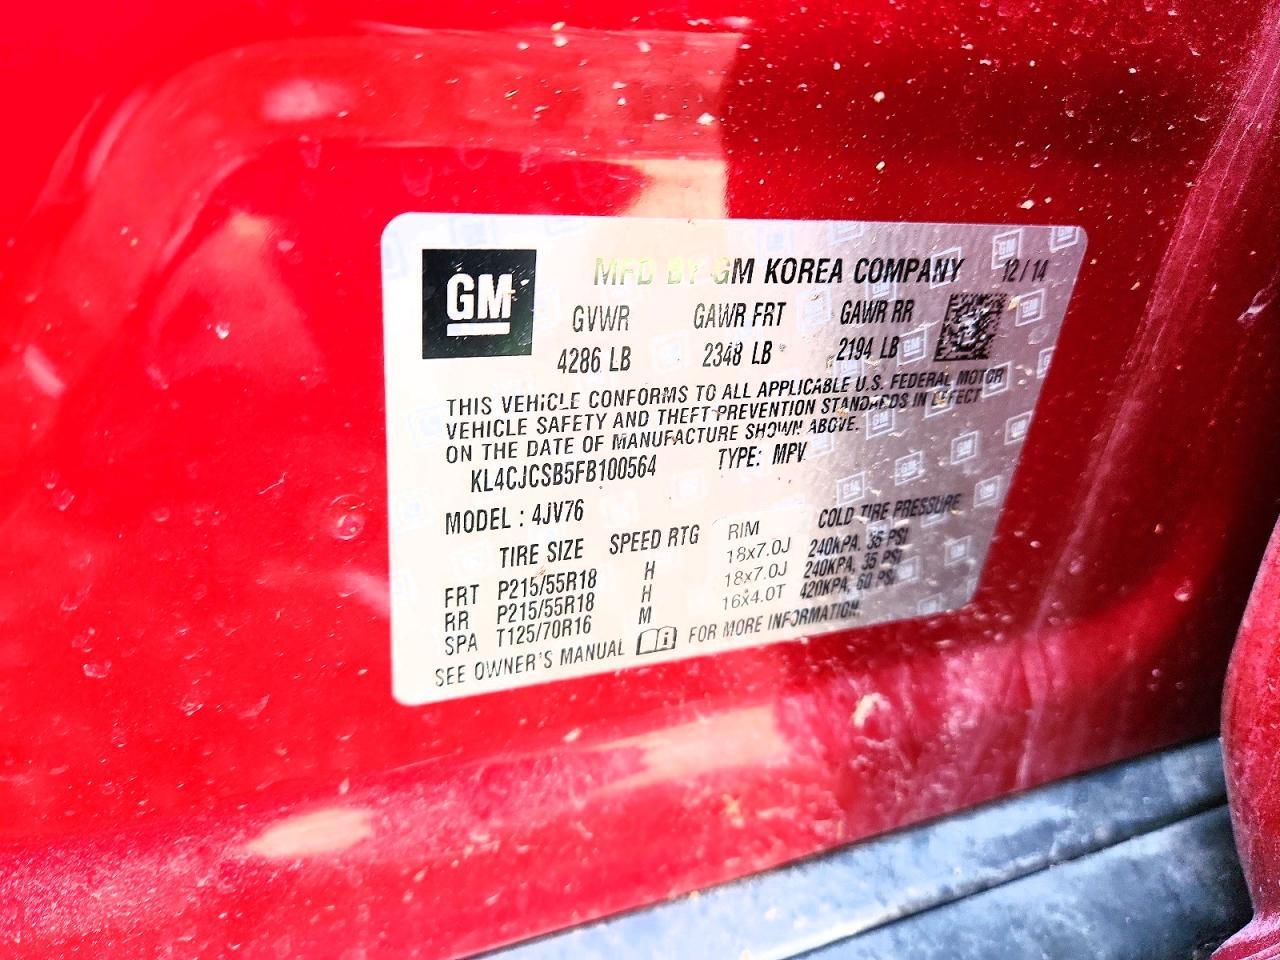 GM
MFD BY GM KOREA COMPANY 12/14
GVWR GAWR FRT GAWR RR
4286 LB 2348 LB 2194 LB
THIS VEHICLE CONFORMS TO ALL APPLICABLE U.S. FEDERAL MOTOR
VEHICLE SAFETY AND THEFT PREVENTION STANDARDS IN EFFECT
ON THE DATE OF MANUFACTURE SHOWN ABOVE.
KL4CJCSB5FB100564 TYPE: MPV
MODEL : 4JV76
TIRE SIZE SPEED RTG RIM COLD TIRE PRESSURE
FRT P215/55R18 H 18x7.0J 240KPA, 35 PSI
RR P215/55R18 H 18x7.0J 240KPA, 35 PSI
SPA T125/70R16 M 16X4.0T 420KPA, 60 PSI
SEE OWNER'S MANUAL FOR MORE INFORMATION.